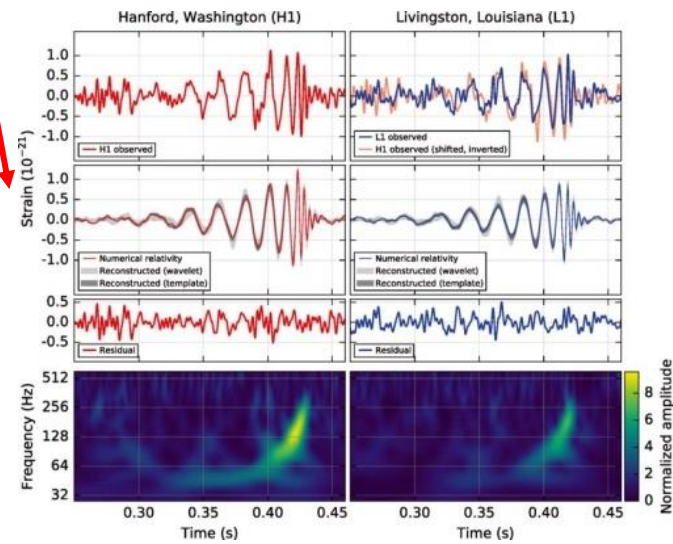 Hanford, Washington (H1)
Livingston, Louisiana (L1)
1.0
0.5
0.0
-0.5
-1.0
H1 observed
L1 observed
H1 observed (shifted, inverted)
Strain (10⁻²¹)
1.0
0.5
0.0
-0.5
-1.0
Numerical relativity
Reconstructed (wavelet)
Reconstructed (template)
Numerical relativity
Reconstructed (wavelet)
Reconstructed (template)
0.5
0.0
-0.5
Residual
Residual
Frequency (Hz)
512
256
128
64
32
8
6
4
2
0
Normalized amplitude
0.30 0.35 0.40 0.45
0.30 0.35 0.40 0.45
Time (s)
Time (s)